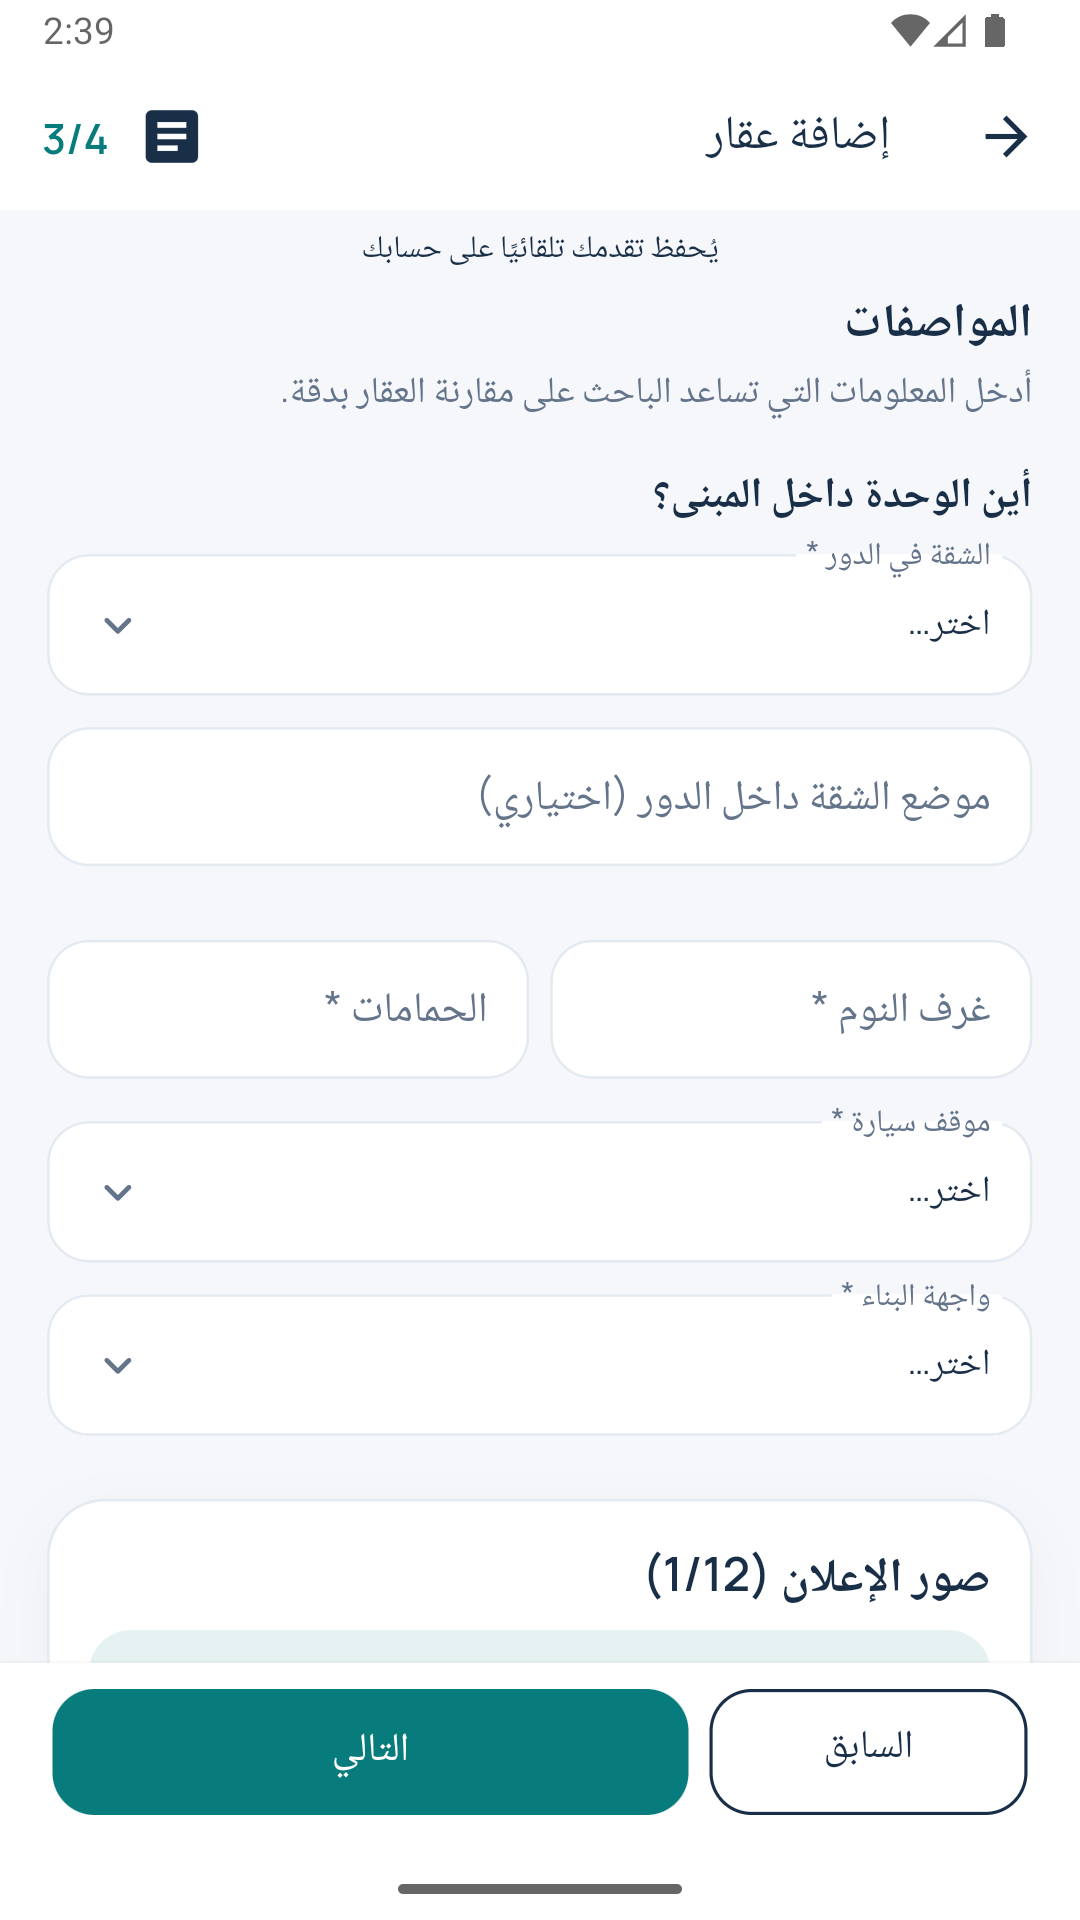 2:39
إضافة عقار
3/4
يُحفظ تقدمك تلقائيًا على حسابك
المواصفات
أدخل المعلومات التي تساعد الباحث على مقارنة العقار بدقة.
أين الوحدة داخل المبنى؟
الشقة في الدور *
اختر...
موضع الشقة داخل الدور (اختياري)
غرف النوم *
الحمامات *
موقف سيارة *
اختر...
واجهة البناء *
اختر...
صور الإعلان (1/12)
السابق
التالي